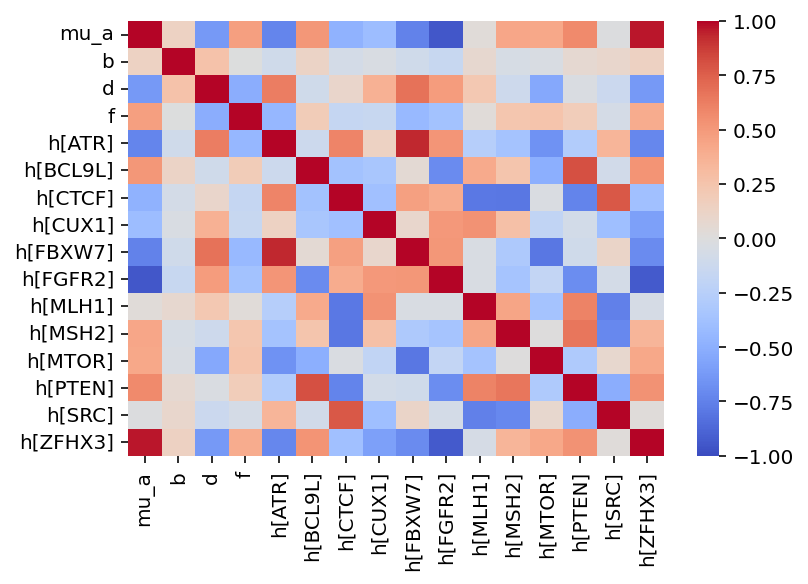 mu_a
b
d
f
h[ATR]
h[BCL9L]
h[CTCF]
h[CUX1]
h[FBXW7]
h[FGFR2]
h[MLH1]
h[MSH2]
h[MTOR]
h[PTEN]
h[SRC]
h[ZFHX3]
mu_a
b
d
f
h[ATR]
h[BCL9L]
h[CTCF]
h[CUX1]
h[FBXW7]
h[FGFR2]
h[MLH1]
h[MSH2]
h[MTOR]
h[PTEN]
h[SRC]
h[ZFHX3]
1.00
0.75
0.50
0.25
0.00
−0.25
−0.50
−0.75
−1.00